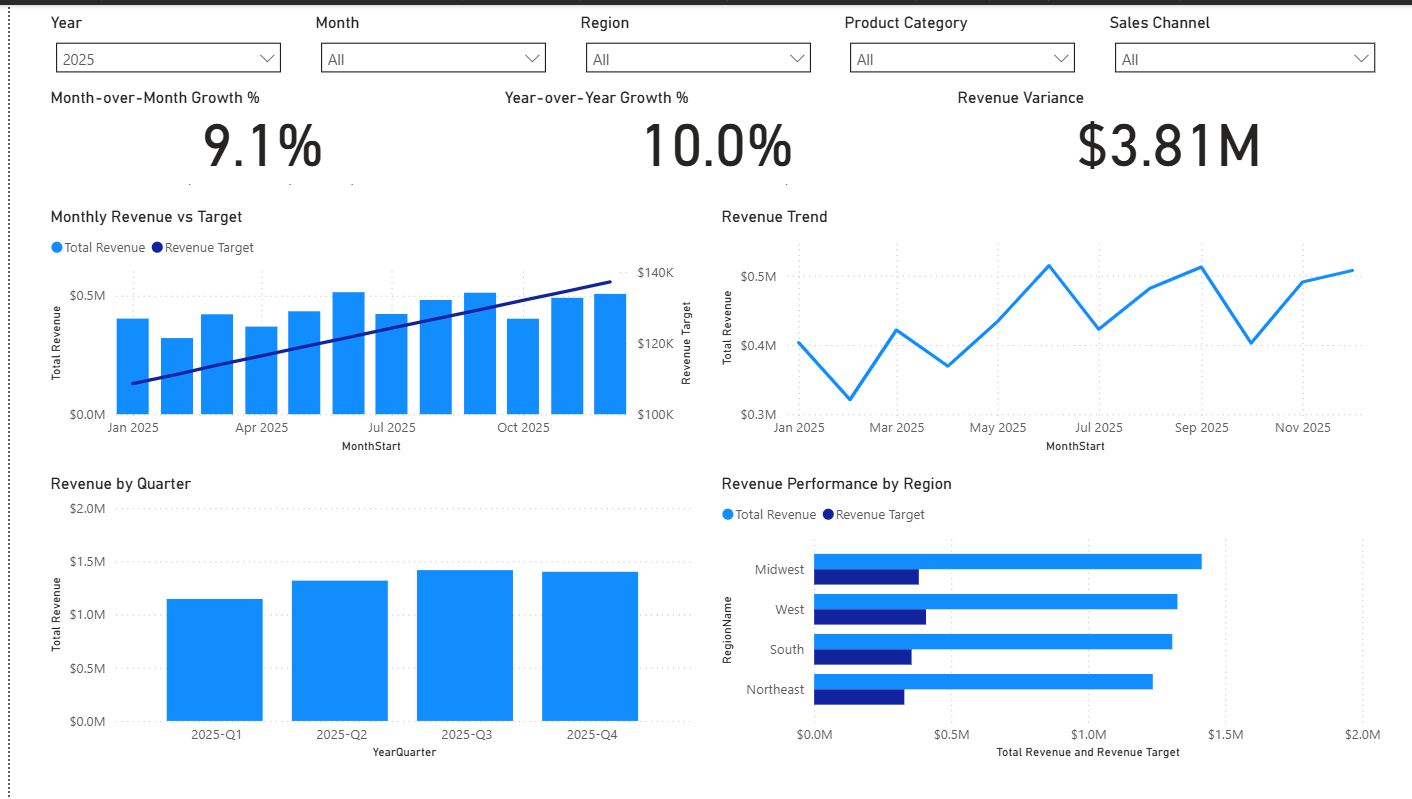 Year Month Region Product Category Sales Channel
2025 All All All All
Month-over-Month Growth % Year-over-Year Growth % Revenue Variance
9.1% 10.0% $3.81M
Monthly Revenue vs Target
Total Revenue Revenue Target
Total Revenue
$0.5M
$0.0M
$140K
$120K
$100K
Revenue Target
Jan 2025 Apr 2025 Jul 2025 Oct 2025
MonthStart
Revenue Trend
Total Revenue
$0.5M
$0.4M
$0.3M
Jan 2025 Mar 2025 May 2025 Jul 2025 Sep 2025 Nov 2025
MonthStart
Revenue by Quarter
Total Revenue
$2.0M
$1.5M
$1.0M
$0.5M
$0.0M
2025-Q1 2025-Q2 2025-Q3 2025-Q4
YearQuarter
Revenue Performance by Region
Total Revenue Revenue Target
RegionName
Midwest
West
South
Northeast
$0.0M $0.5M $1.0M $1.5M $2.0M
Total Revenue and Revenue Target